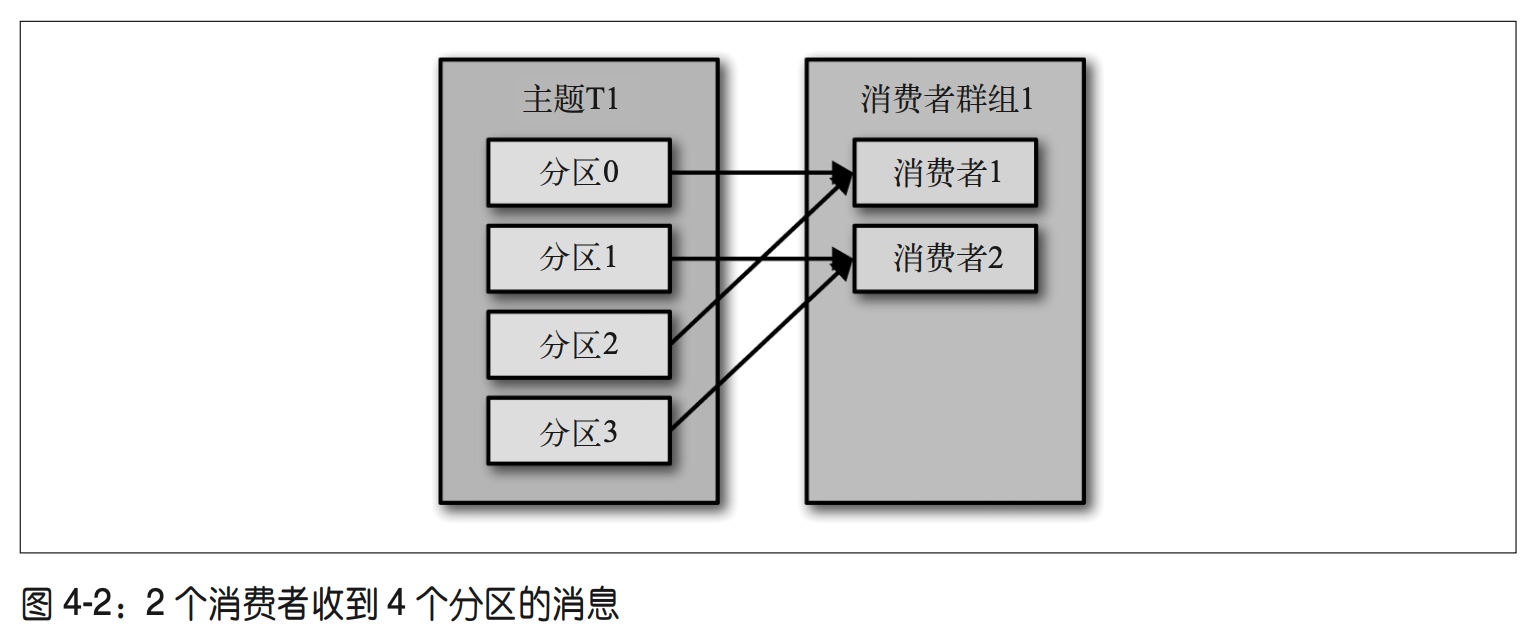 主题T1
分区0
分区1
分区2
分区3
消费者群组1
消费者1
消费者2
图 4-2：2 个消费者收到 4 个分区的消息